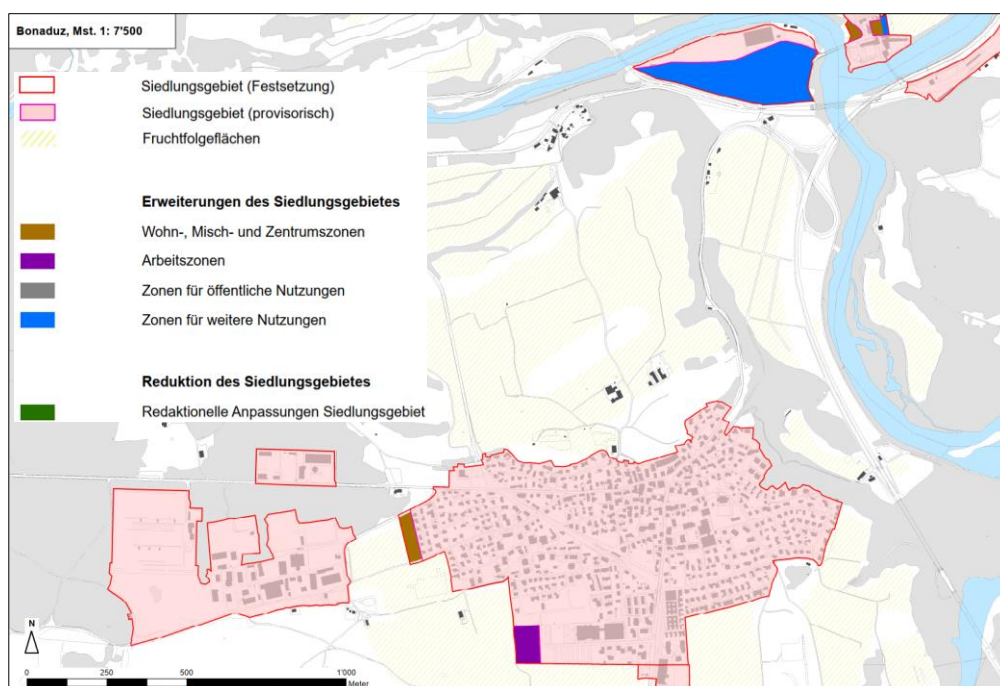 Bonaduz, Mst. 1: 7'500
Siedlungsgebiet (Festsetzung)
Siedlungsgebiet (provisorisch)
Fruchtfolgeflächen
Erweiterungen des Siedlungsgebietes
Wohn-, Misch- und Zentrumszonen
Arbeitszonen
Zonen für öffentliche Nutzungen
Zonen für weitere Nutzungen
Reduktion des Siedlungsgebietes
Redaktionelle Anpassungen Siedlungsgebiet
N
250 0 250 500 1'000
Meter